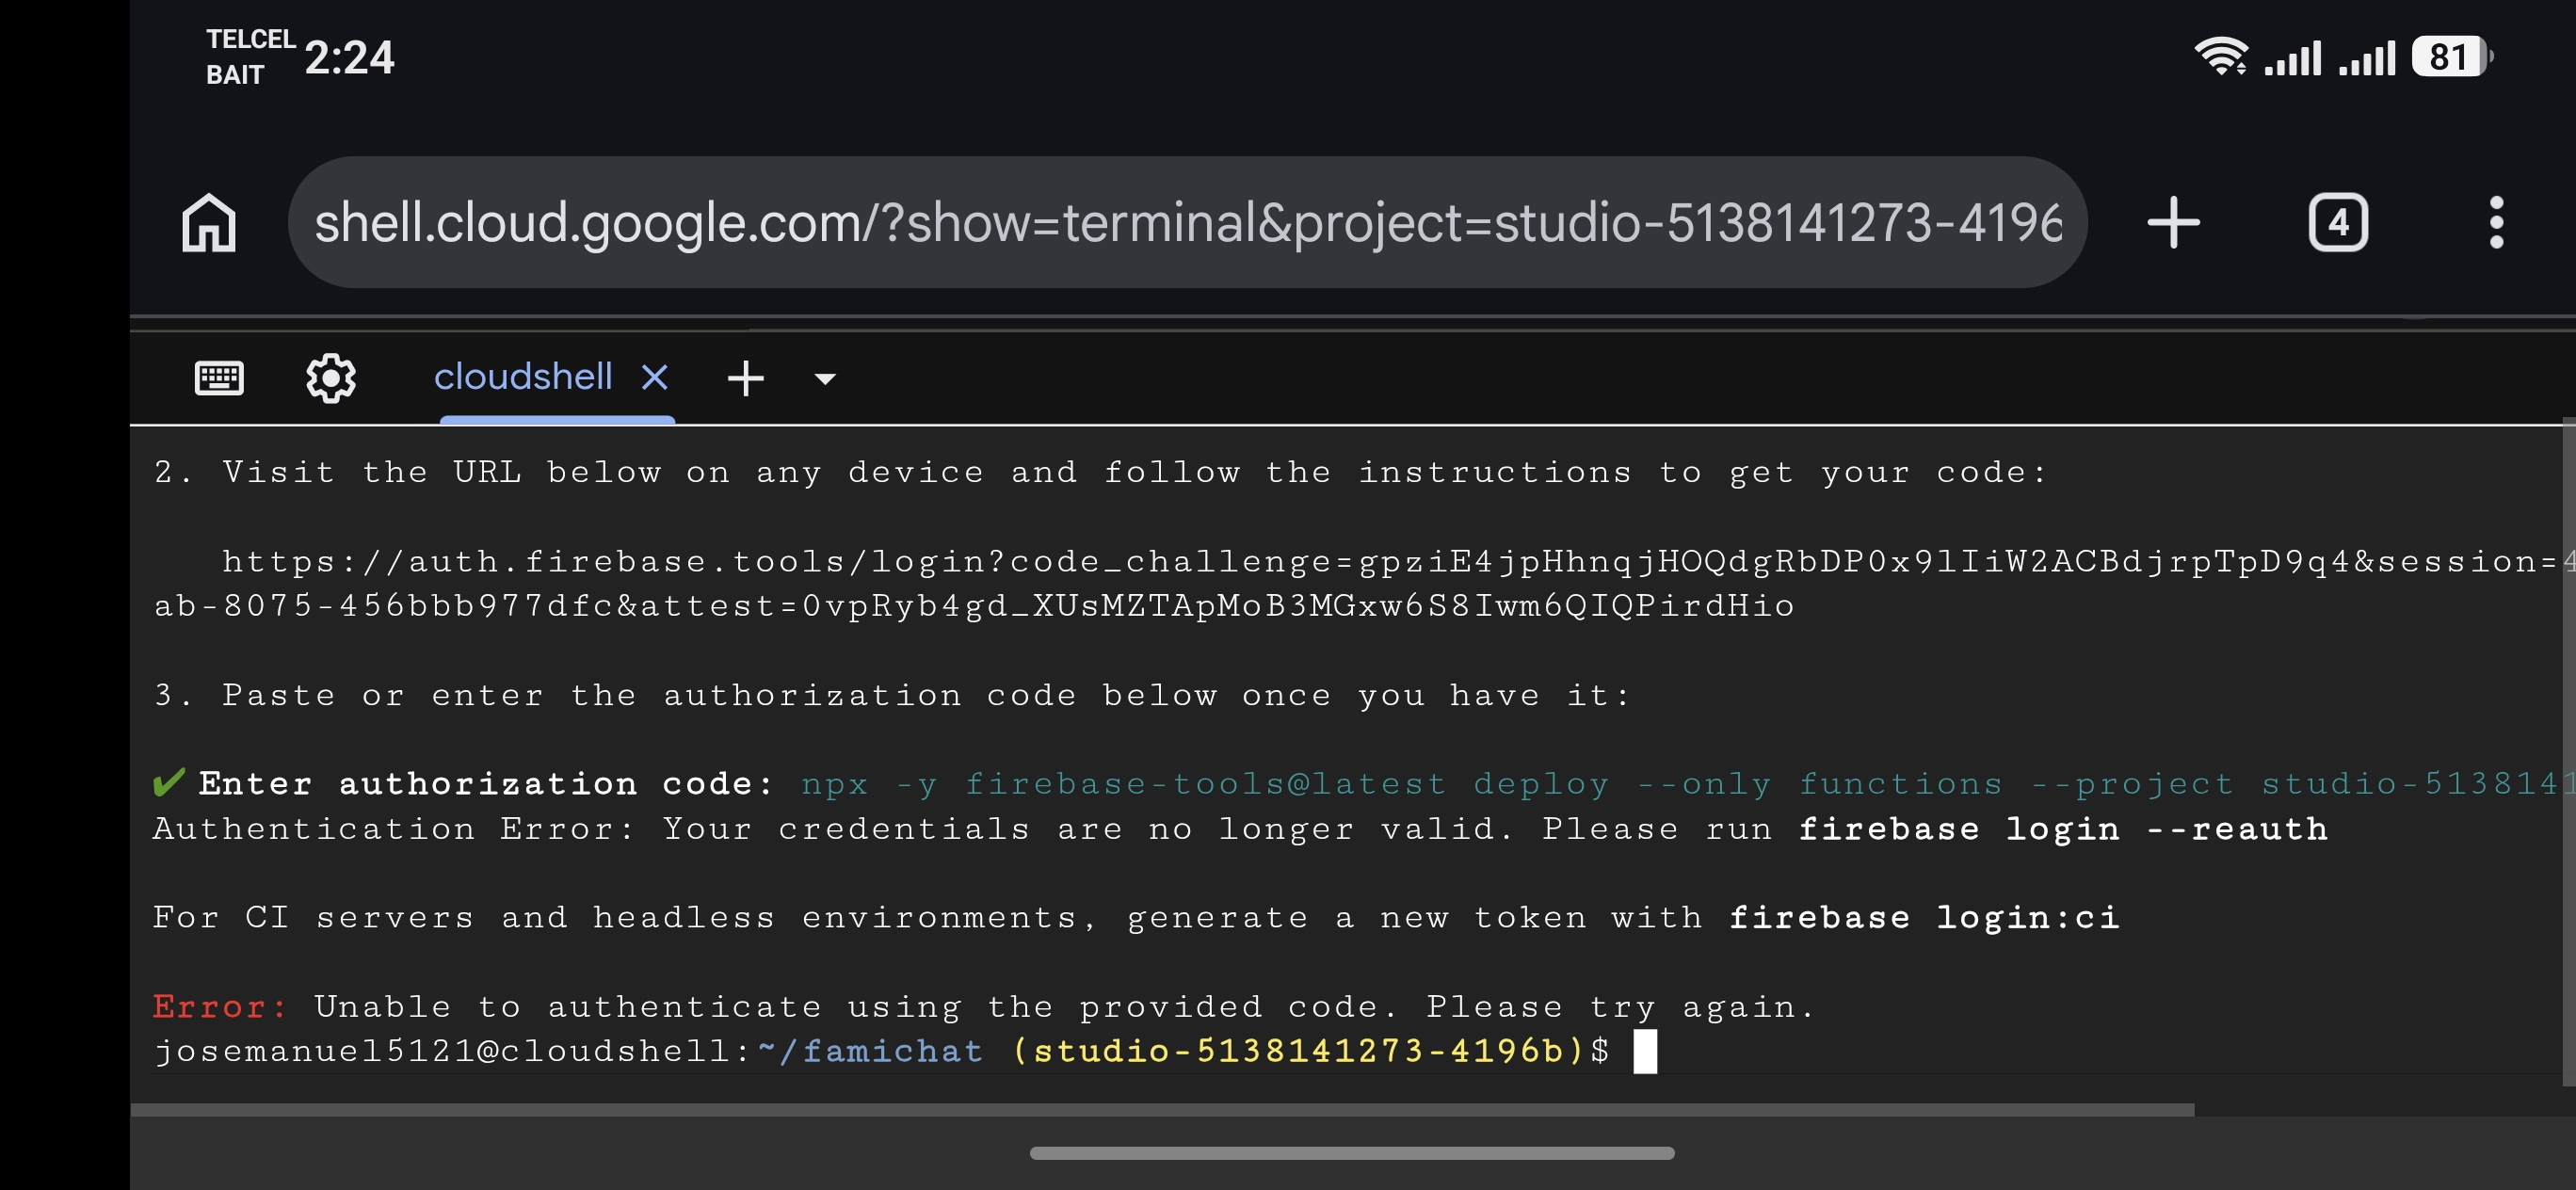 TELCEL
BAIT
2:24
81
shell.cloud.google.com/?show=terminal&project=studio-5138141273-4196
4
cloudshell
2. Visit the URL below on any device and follow the instructions to get your code:
https://auth.firebase.tools/login?code_challenge=gpziE4jpHhnqjHOQdgRbDP0x91IiW2ACBdjrpTpD9q4&session=4
ab-8075-456bbb977dfc&attest=0vpRyb4gd_XUsMZTApMoB3MGxw6S8Iwm6QIQPirdHio
3. Paste or enter the authorization code below once you have it:
✔ Enter authorization code: npx -y firebase-tools@latest deploy --only functions --project studio-5138141
Authentication Error: Your credentials are no longer valid. Please run firebase login --reauth
For CI servers and headless environments, generate a new token with firebase login:ci
Error: Unable to authenticate using the provided code. Please try again.
josemanuel5121@cloudshell:~/famichat (studio-5138141273-4196b)$